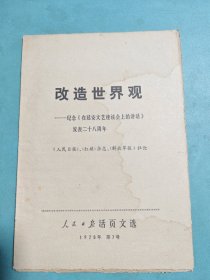 改造世界观
——纪念《在延安文艺座谈会上的讲话》
发表二十八周年
《人民日报》、《红旗》杂志、《解放军报》社论
人民日报活页文选
1970年 第3号